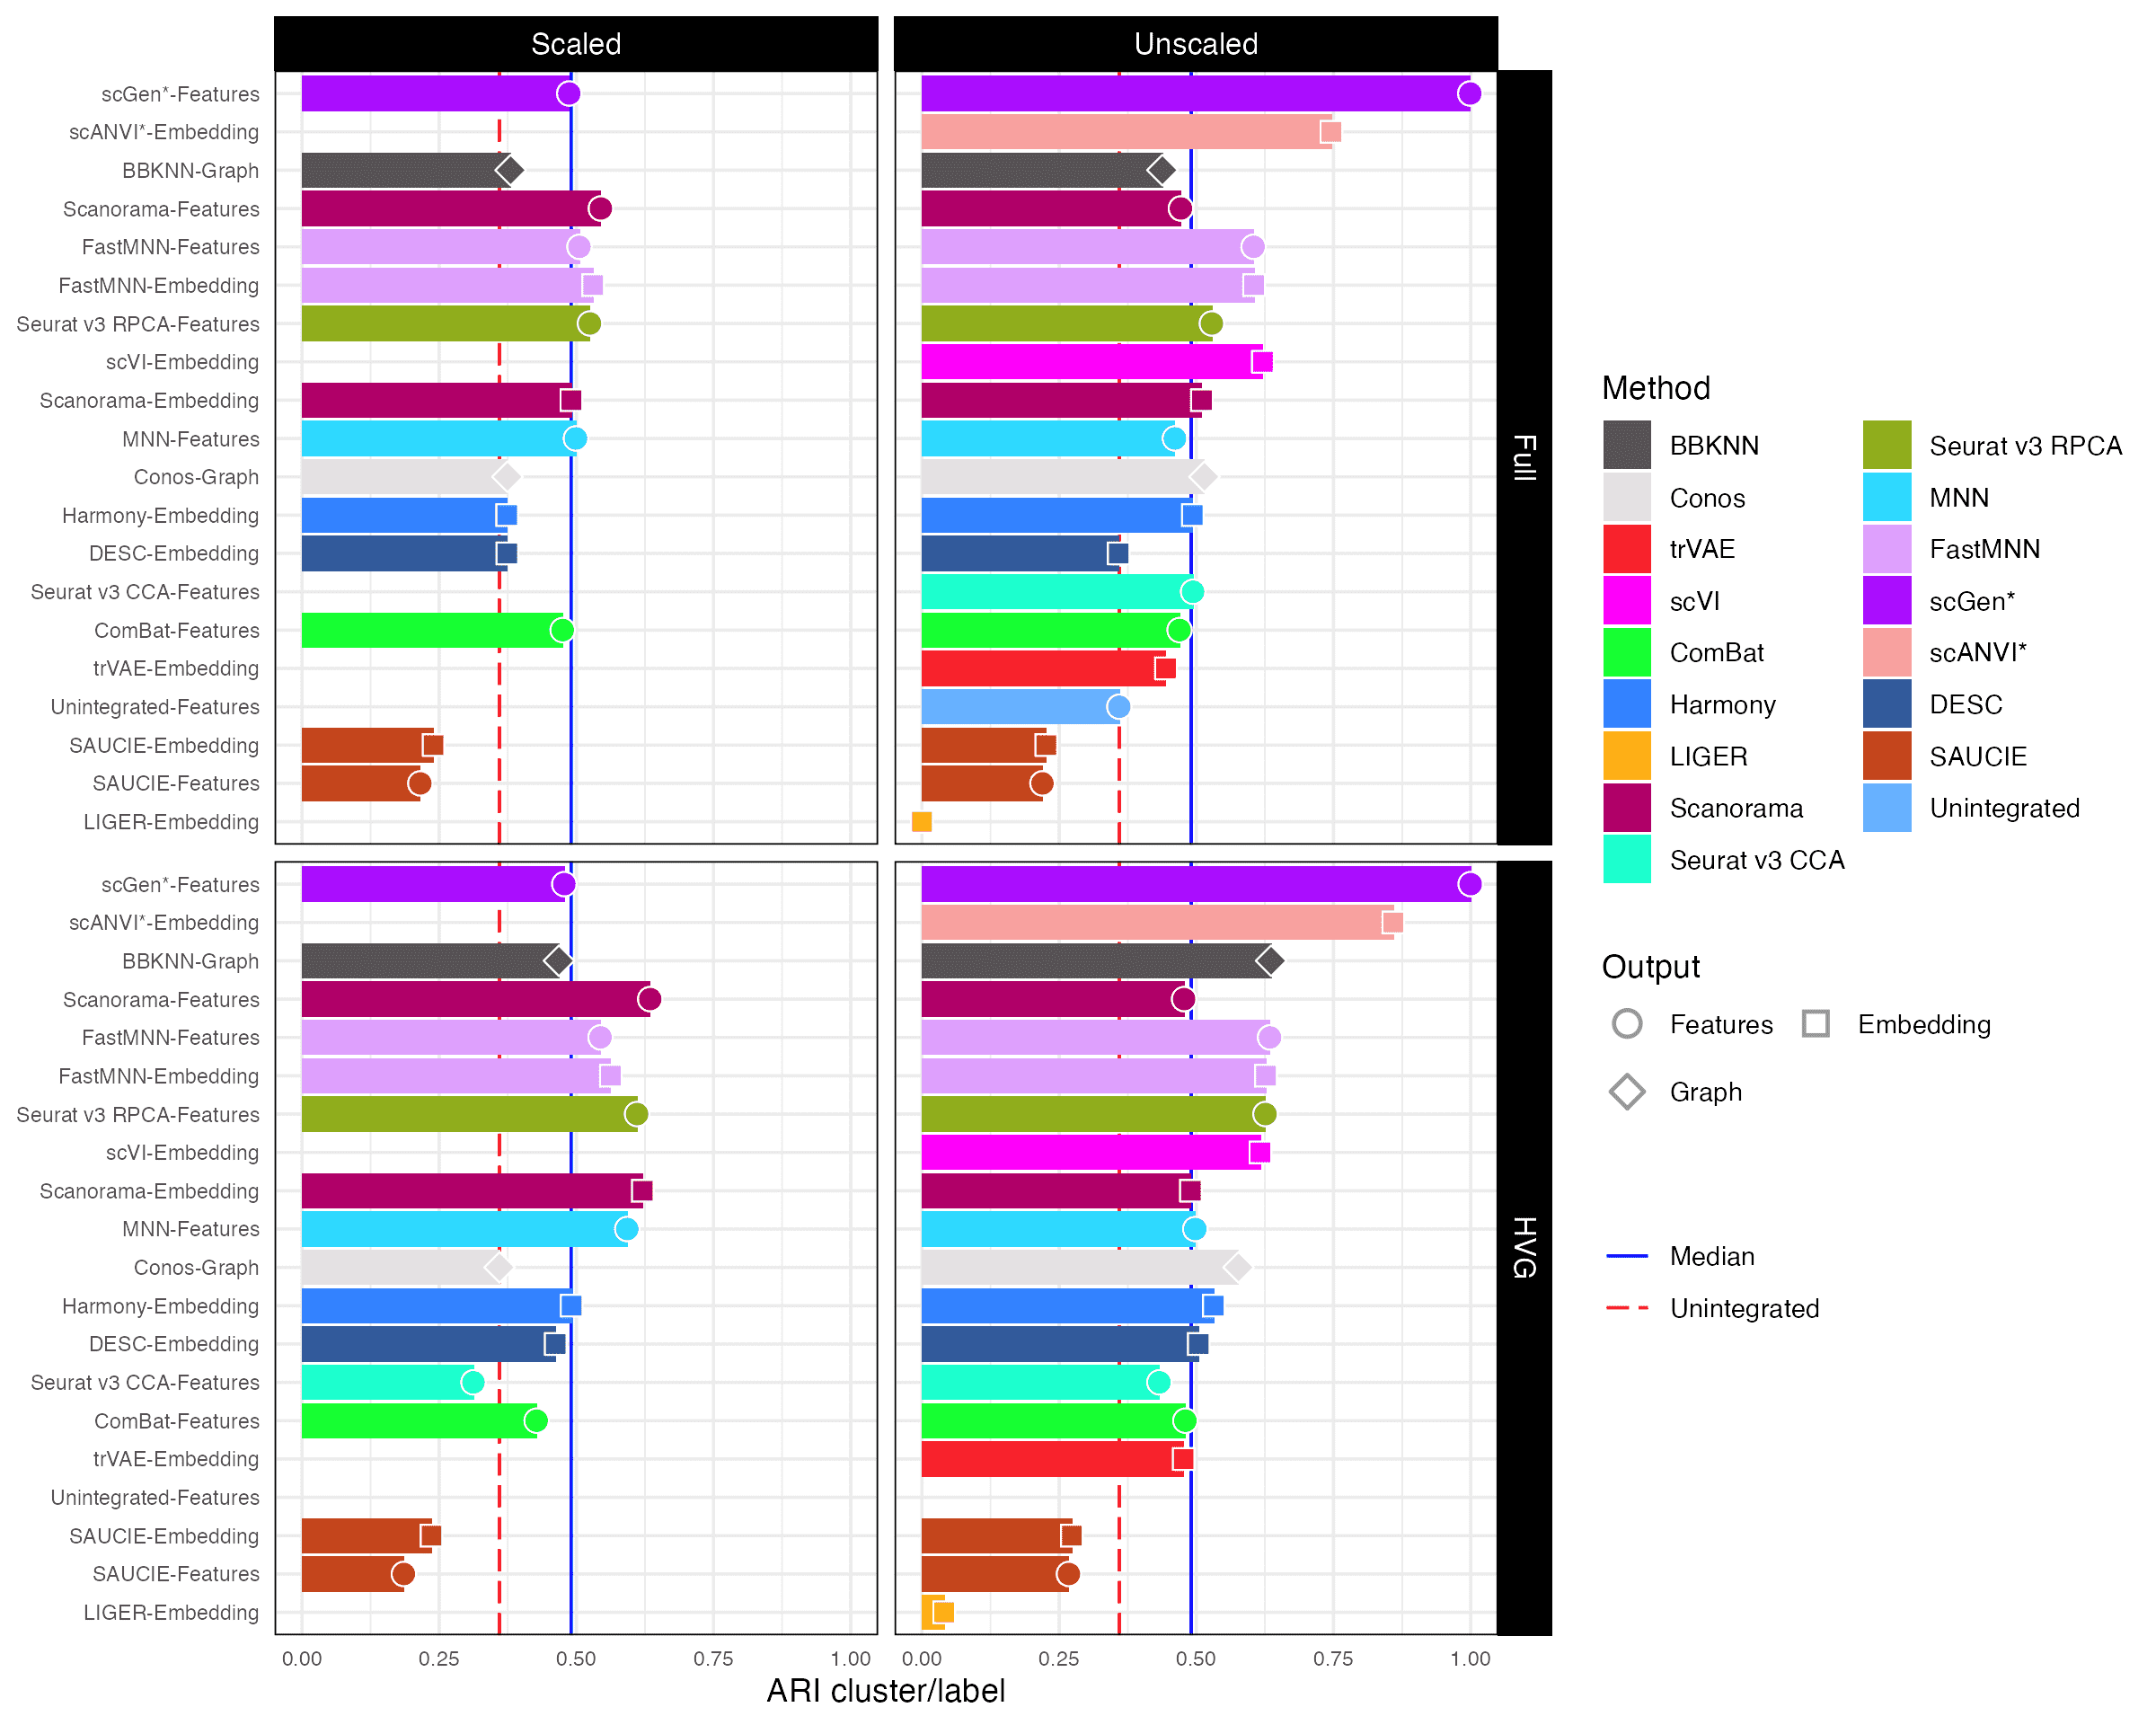 Scaled
Unscaled
scGen*-Features
scANVI*-Embedding
BBKNN-Graph
Scanorama-Features
FastMNN-Features
FastMNN-Embedding
Seurat v3 RPCA-Features
scVI-Embedding
Scanorama-Embedding
MNN-Features
Conos-Graph
Harmony-Embedding
DESC-Embedding
Seurat v3 CCA-Features
ComBat-Features
trVAE-Embedding
Unintegrated-Features
SAUCIE-Embedding
SAUCIE-Features
LIGER-Embedding
Full
scGen*-Features
scANVI*-Embedding
BBKNN-Graph
Scanorama-Features
FastMNN-Features
FastMNN-Embedding
Seurat v3 RPCA-Features
scVI-Embedding
Scanorama-Embedding
MNN-Features
Conos-Graph
Harmony-Embedding
DESC-Embedding
Seurat v3 CCA-Features
ComBat-Features
trVAE-Embedding
Unintegrated-Features
SAUCIE-Embedding
SAUCIE-Features
LIGER-Embedding
HVG
0.00 0.25 0.50 0.75 1.00
0.00 0.25 0.50 0.75 1.00
ARI cluster/label
Method
BBKNN
Conos
trVAE
scVI
ComBat
Harmony
LIGER
Scanorama
Seurat v3 CCA
Seurat v3 RPCA
MNN
FastMNN
scGen*
scANVI*
DESC
SAUCIE
Unintegrated
Output
Features
Embedding
Graph
Median
Unintegrated